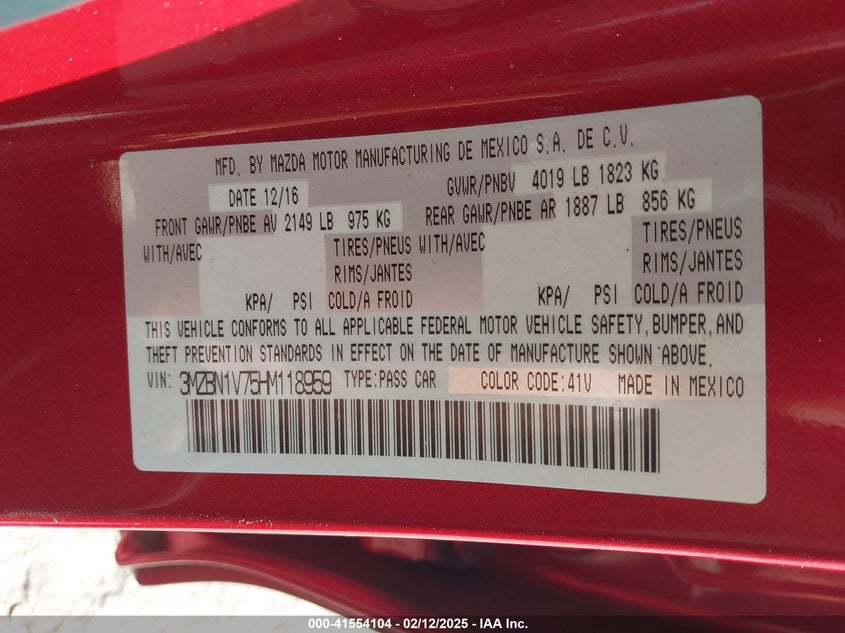 MFD. BY MAZDA MOTOR MANUFACTURING DE MEXICO S.A. DE C.V.
DATE 12/16 GVWR/PNBV 4019 LB 1823 KG
FRONT GAWR/PNBE AV 2149 LB 975 KG REAR GAWR/PNBE AR 1887 LB 856 KG
WITH/AVEC TIRES/PNEUS WITH/AVEC TIRES/PNEUS
RIMS/JANTES RIMS/JANTES
KPA/ PSI COLD/A FROID KPA/ PSI COLD/A FROID
THIS VEHICLE CONFORMS TO ALL APPLICABLE FEDERAL MOTOR VEHICLE SAFETY, BUMPER, AND
THEFT PREVENTION STANDARDS IN EFFECT ON THE DATE OF MANUFACTURE SHOWN ABOVE.
VIN: 3MZBN1V75HM118959 TYPE:PASS CAR COLOR CODE:41V MADE IN MEXICO
000-41554104 - 02/12/2025 - IAA Inc.